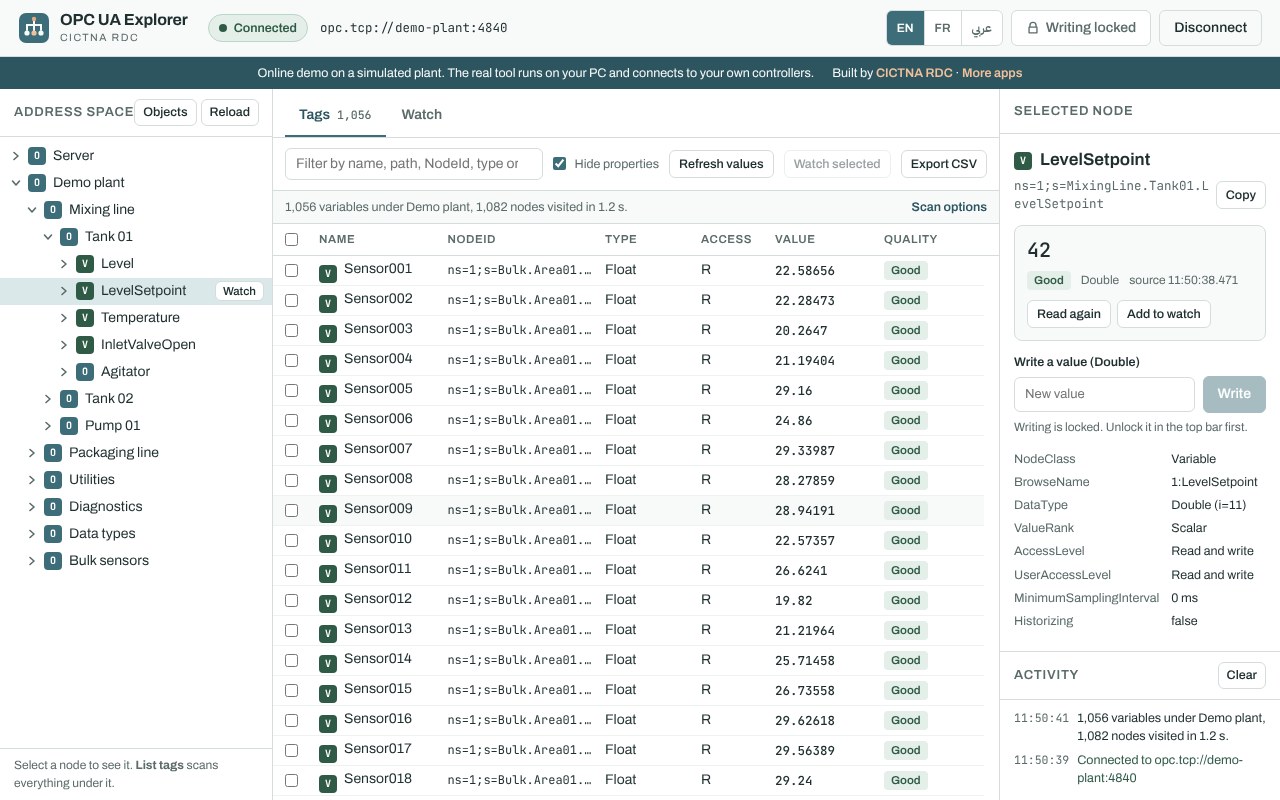 OPC UA Explorer
CICTNA RDC
Connected
opc.tcp://demo-plant:4840
EN FR عربي
Writing locked
Disconnect
Online demo on a simulated plant. The real tool runs on your PC and connects to your own controllers. Built by CICTNA RDC · More apps
ADDRESS SPACE Objects Reload
O Server
O Demo plant
O Mixing line
O Tank 01
V Level
V LevelSetpoint Watch
V Temperature
V InletValveOpen
O Agitator
O Tank 02
O Pump 01
O Packaging line
O Utilities
O Diagnostics
O Data types
O Bulk sensors
Select a node to see it. List tags scans
everything under it.
Tags 1,056 Watch
Filter by name, path, NodeId, type or
Hide properties Refresh values Watch selected Export CSV
1,056 variables under Demo plant, 1,082 nodes visited in 1.2 s. Scan options
NAME NODEID TYPE ACCESS VALUE QUALITY
V Sensor001 ns=1;s=Bulk.Area01.… Float R 22.58656 Good
V Sensor002 ns=1;s=Bulk.Area01.… Float R 22.28473 Good
V Sensor003 ns=1;s=Bulk.Area01.… Float R 20.2647 Good
V Sensor004 ns=1;s=Bulk.Area01.… Float R 21.19404 Good
V Sensor005 ns=1;s=Bulk.Area01.… Float R 29.16 Good
V Sensor006 ns=1;s=Bulk.Area01.… Float R 24.86 Good
V Sensor007 ns=1;s=Bulk.Area01.… Float R 29.33987 Good
V Sensor008 ns=1;s=Bulk.Area01.… Float R 28.27859 Good
V Sensor009 ns=1;s=Bulk.Area01.… Float R 28.94191 Good
V Sensor010 ns=1;s=Bulk.Area01.… Float R 22.57357 Good
V Sensor011 ns=1;s=Bulk.Area01.… Float R 26.6241 Good
V Sensor012 ns=1;s=Bulk.Area01.… Float R 19.82 Good
V Sensor013 ns=1;s=Bulk.Area01.… Float R 21.21964 Good
V Sensor014 ns=1;s=Bulk.Area01.… Float R 25.71458 Good
V Sensor015 ns=1;s=Bulk.Area01.… Float R 26.73558 Good
V Sensor016 ns=1;s=Bulk.Area01.… Float R 29.62618 Good
V Sensor017 ns=1;s=Bulk.Area01.… Float R 29.56389 Good
V Sensor018 ns=1;s=Bulk.Area01.… Float R 29.24 Good
SELECTED NODE
V LevelSetpoint
ns=1;s=MixingLine.Tank01.L
evelSetpoint
Copy
42
Good Double source 11:50:38.471
Read again Add to watch
Write a value (Double)
New value Write
Writing is locked. Unlock it in the top bar first.
NodeClass Variable
BrowseName 1:LevelSetpoint
DataType Double (i=11)
ValueRank Scalar
AccessLevel Read and write
UserAccessLevel Read and write
MinimumSamplingInterval 0 ms
Historizing false
ACTIVITY Clear
11:50:41 1,056 variables under Demo plant,
1,082 nodes visited in 1.2 s.
11:50:39 Connected to opc.tcp://demo-
plant:4840